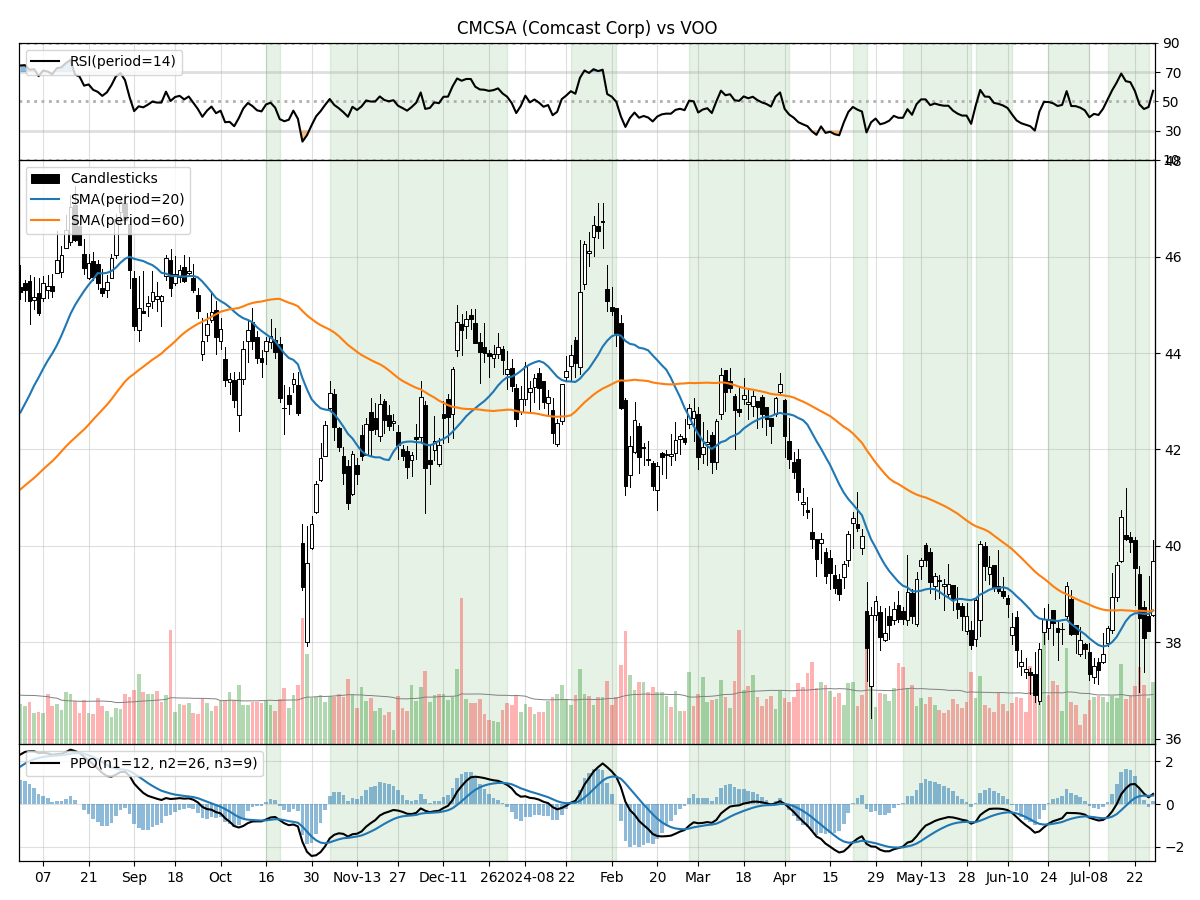 CMCSA (Comcast Corp) vs VOO
RSI(period=14)
90
70
50
30
10
Candlesticks
SMA(period=20)
SMA(period=60)
48
46
44
42
40
38
36
PPO(n1=12, n2=26, n3=9)
2
0
−2
07 21 Sep 18 Oct 16 30 Nov-13 27 Dec-11 26 2024-08 22 Feb 20 Mar 18 Apr 15 29 May-13 28 Jun-10 24 Jul-08 22